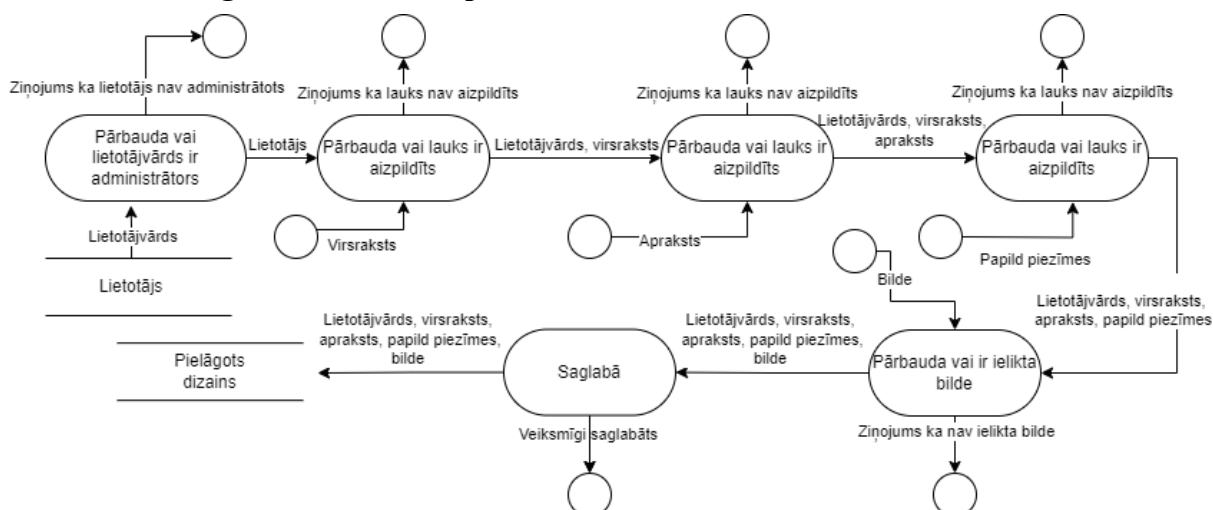 Ziņojums ka lietotājs nav administrātots
Ziņojums ka lauks nav aizpildīts
Ziņojums ka lauks nav aizpildīts
Ziņojums ka lauks nav aizpildīts
Pārbauda vai
lietotājvārds ir
administrātors
Lietotājs
Pārbauda vai lauks ir
aizpildīts
Lietotājvārds, virsraksts
Pārbauda vai lauks ir
aizpildīts
Lietotājvārds, virsraksts,
apraksts
Pārbauda vai lauks ir
aizpildīts
Lietotājvārds
Virsraksts
Apraksts
Papild piezīmes
Lietotājs
Bilde
Lietotājvārds, virsraksts,
apraksts, papild piezīmes
Pārbauda vai ir ielikta
bilde
Lietotājvārds, virsraksts,
apraksts, papild piezīmes,
bilde
Saglabā
Lietotājvārds, virsraksts,
apraksts, papild piezīmes,
bilde
Pielāgots
dizains
Veiksmīgi saglabāts
Ziņojums ka nav ielikta bilde